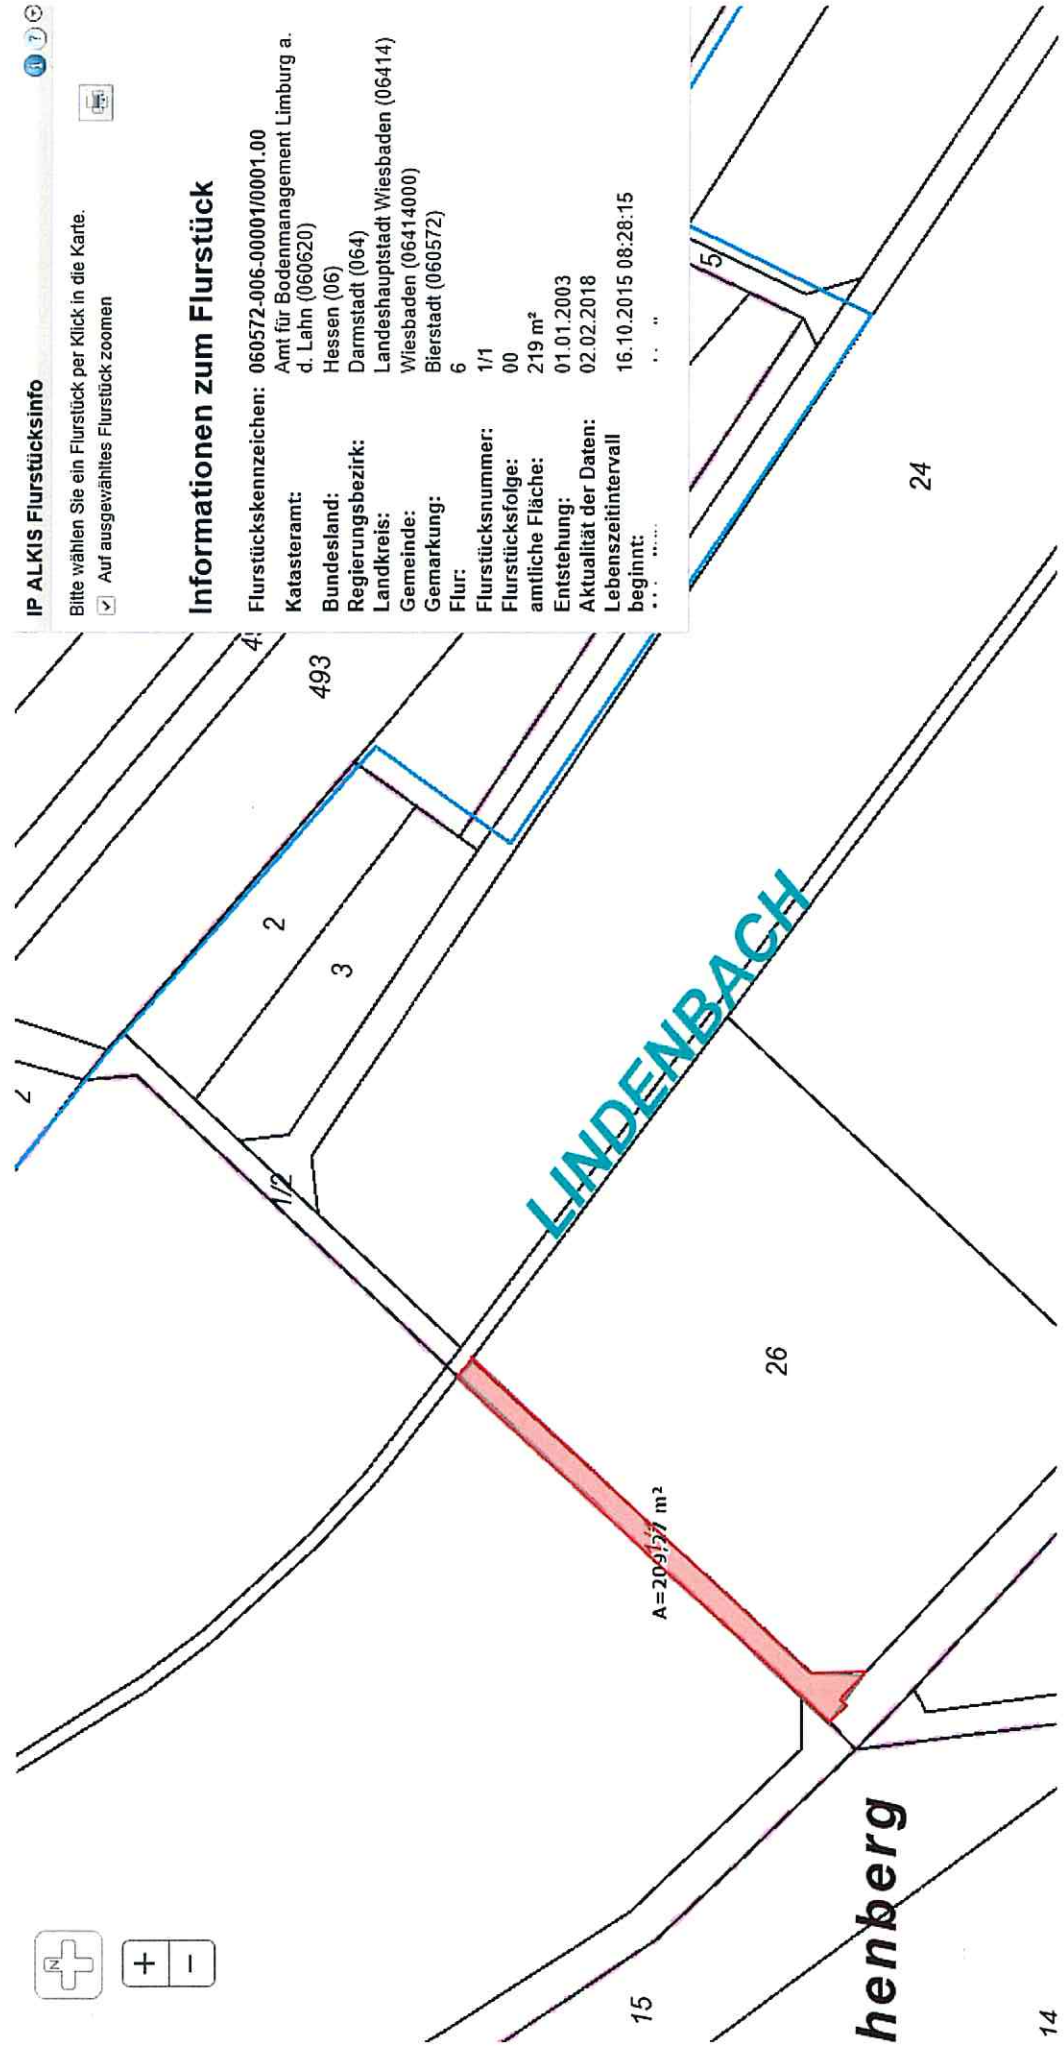 IP ALKIS Flurstücksinfo
Bitte wählen Sie ein Flurstück per Klick in die Karte.
Auf ausgewähltes Flurstück zoomen
Informationen zum Flurstück
Flurstückskennzeichen: 060572-006-00001/0001.00
Katasteramt: Amt für Bodenmanagement Limburg a.
d. Lahn (060620)
Bundesland: Hessen (06)
Regierungsbezirk: Darmstadt (064)
Landkreis: Landeshauptstadt Wiesbaden (06414)
Gemeinde: Wiesbaden (06414000)
Gemarkung: Bierstadt (060572)
Flur: 6
Flurstücksnummer: 1/1
Flurstücksfolge: 00
amtliche Fläche: 219 m²
Entstehung: 01.01.2003
Aktualität der Daten: 02.02.2018
Lebenszeitintervall
beginnt: 16.10.2015 08:28:15
N
+
−
493
2
3
1/2
5
24
LINDENBACH
26
A=209,27 m²
15
henberg
14